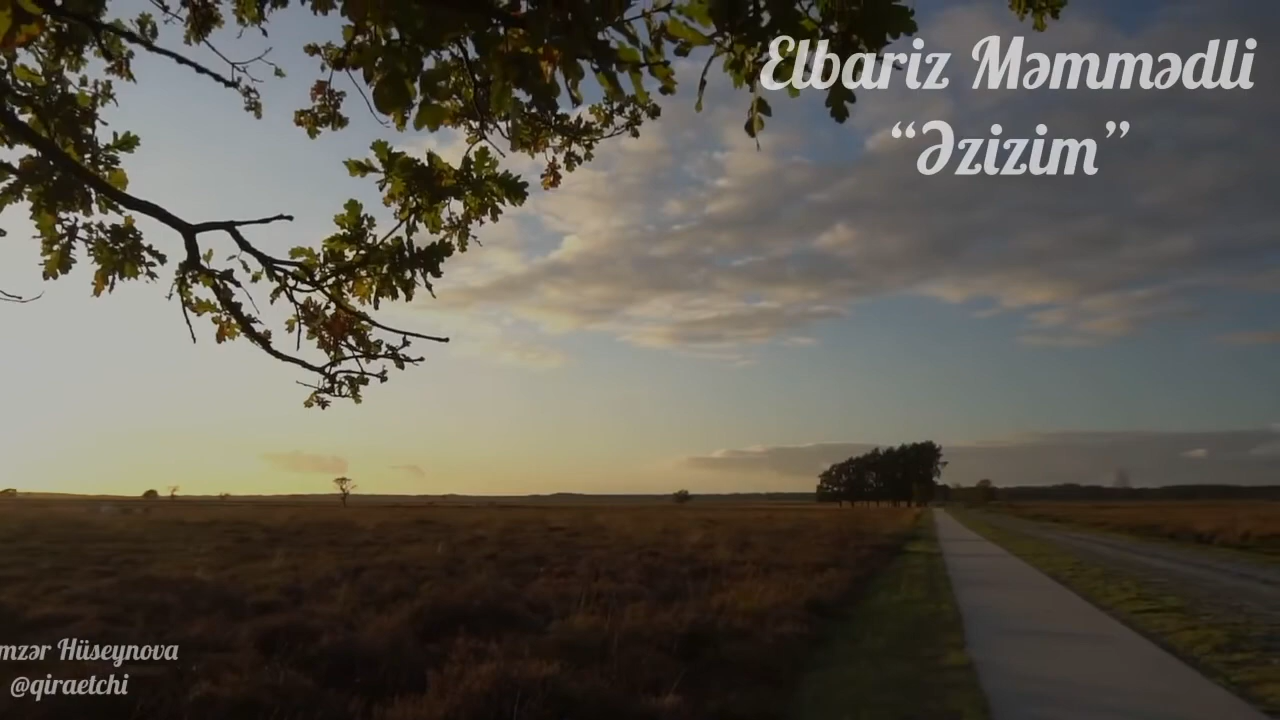 Elbariz Məmmədli
“Əzizim”
Hüseynova
@qiraetchi